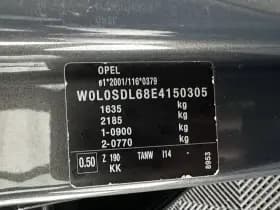 OPEL
e1*2001/116*0379
W0L0SDL68E4150305
1635 kg
2185 kg
1-0900 kg
2-0770 kg
0.50 Z 190 TANW I14
KK
8953